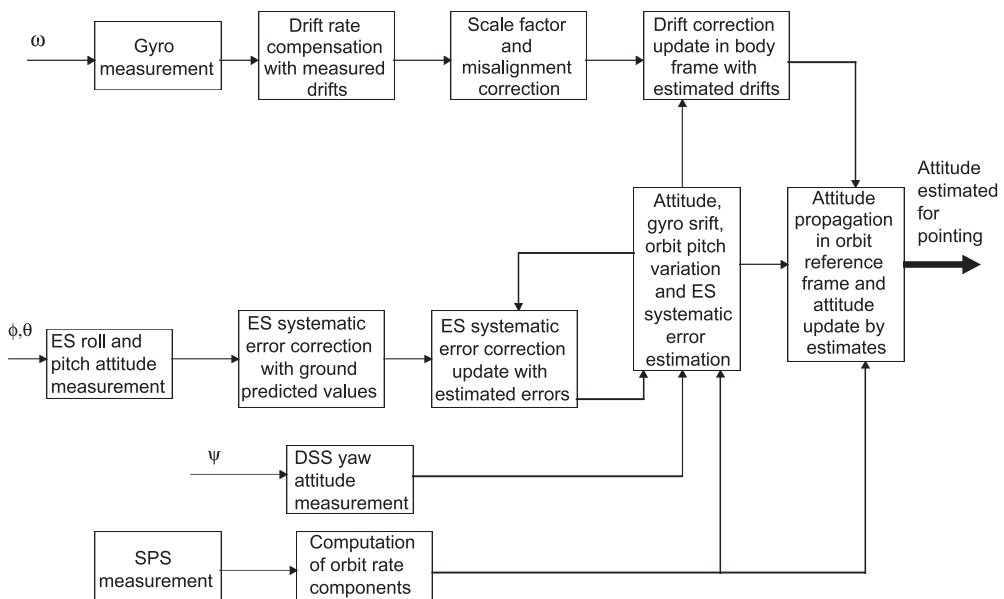 ω
Gyro
measurement
Drift rate
compensation
with measured
drifts
Scale factor
and
misalignment
correction
Drift correction
update in body
frame with
estimated drifts
Attitude
estimated
for
pointing
Attitude,
gyro srift,
orbit pitch
variation
and ES
systematic
error
estimation
Attitude
propagation
in orbit
reference
frame and
attitude
update by
estimates
ϕ,θ
ES roll and
pitch attitude
measurement
ES systematic
error correction
with ground
predicted values
ES systematic
error correction
update with
estimated errors
ψ
DSS yaw
attitude
measurement
SPS
measurement
Computation
of orbit rate
components